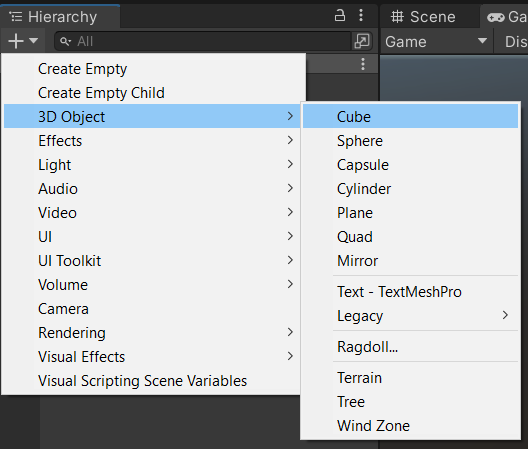 Hierarchy
Scene
Ga
All
Game
Dis
Create Empty
Create Empty Child
3D Object
Effects
Light
Audio
Video
UI
UI Toolkit
Volume
Camera
Rendering
Visual Effects
Visual Scripting Scene Variables
Cube
Sphere
Capsule
Cylinder
Plane
Quad
Mirror
Text - TextMeshPro
Legacy
Ragdoll...
Terrain
Tree
Wind Zone